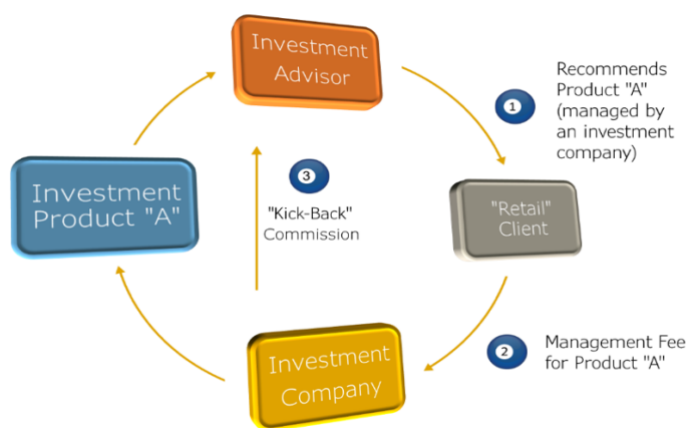 Investment
Advisor
1
Recommends
Product "A"
(managed by
an investment
company)
Investment
Product "A"
3
"Kick-Back"
Commission
"Retail"
Client
2
Management Fee
for Product "A"
Investment
Company